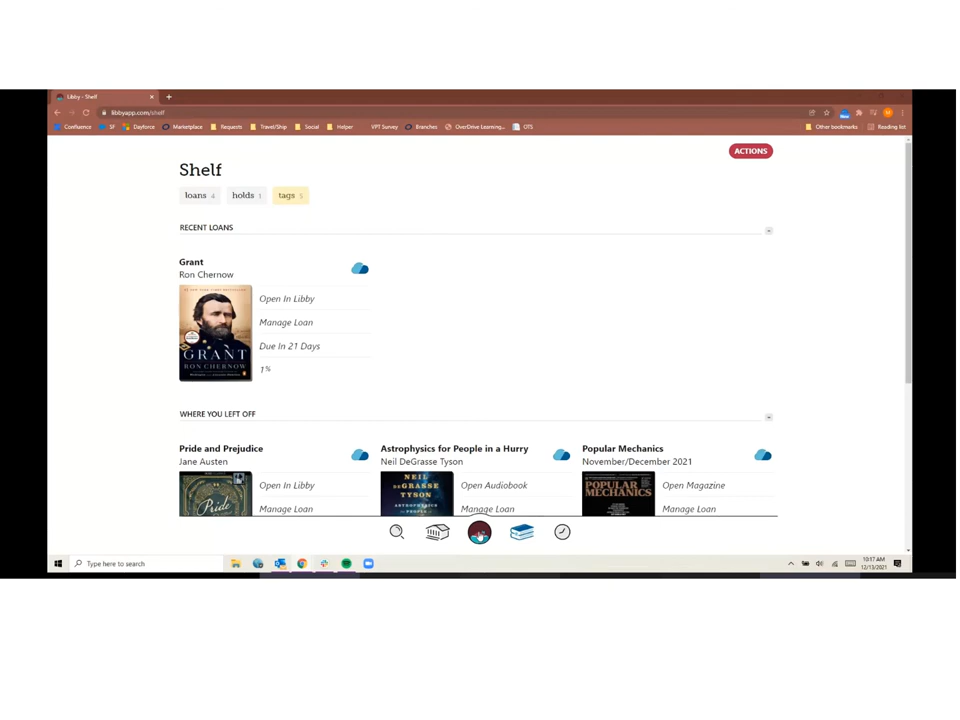 Libby - Shelf
libbyapp.com/shelf
Confluence SF Dayforce Marketplace Requests Travel/Ship Social Helper VPT Survey Branches OverDrive Learning... OTS Other bookmarks Reading list
ACTIONS
Shelf
loans 4 holds 1 tags 5
RECENT LOANS
Grant
Ron Chernow
Open In Libby
Manage Loan
Due In 21 Days
1%
GRANT
RON CHERNOW
WHERE YOU LEFT OFF
Pride and Prejudice
Jane Austen
Open In Libby
Manage Loan
Pride
Astrophysics for People in a Hurry
Neil DeGrasse Tyson
Open Audiobook
Manage Loan
NEIL
DEGRASSE
TYSON
ASTROPHYSICS
Popular Mechanics
November/December 2021
Open Magazine
Manage Loan
POPULAR
MECHANICS
Type here to search
10:17 AM
12/13/2021